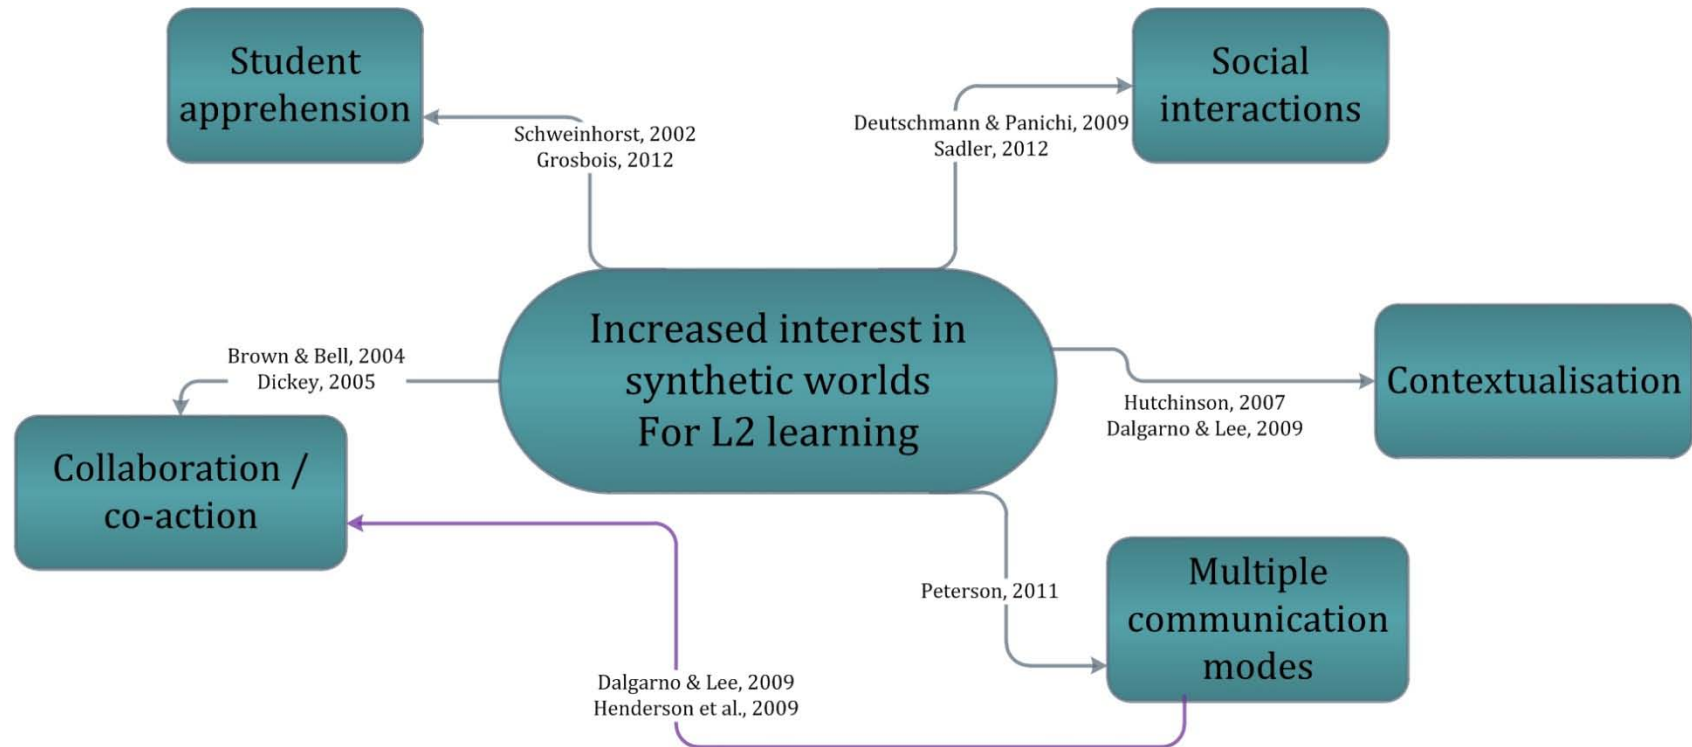 Student
apprehension
Social
interactions
Schweinhorst, 2002
Grosbois, 2012
Deutschmann & Panichi, 2009
Sadler, 2012
Increased interest in
synthetic worlds
For L2 learning
Brown & Bell, 2004
Dickey, 2005
Contextualisation
Hutchinson, 2007
Dalgarno & Lee, 2009
Collaboration /
co-action
Peterson, 2011
Multiple
communication
modes
Dalgarno & Lee, 2009
Henderson et al., 2009